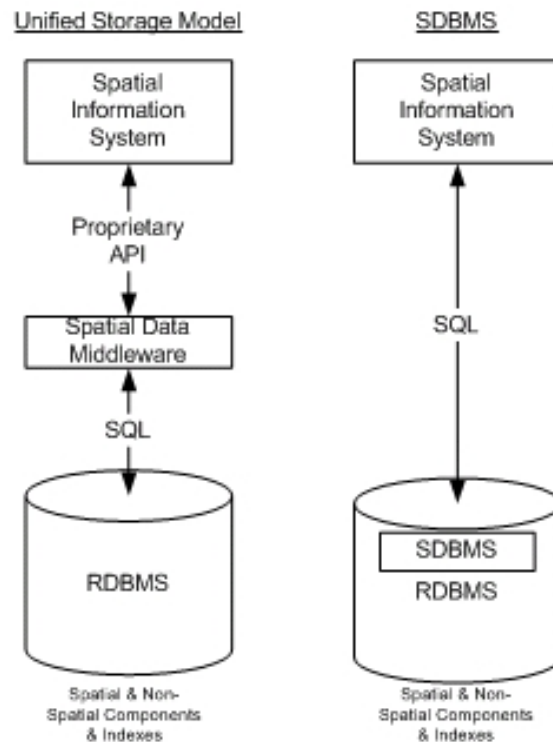 Unified Storage Model
Spatial
Information
System
Proprietary
API
Spatial Data
Middleware
SQL
RDBMS
Spatial & Non-
Spatial Components
& Indexes
SDBMS
Spatial
Information
System
SQL
SDBMS
RDBMS
Spatial & Non-
Spatial Components
& Indexes